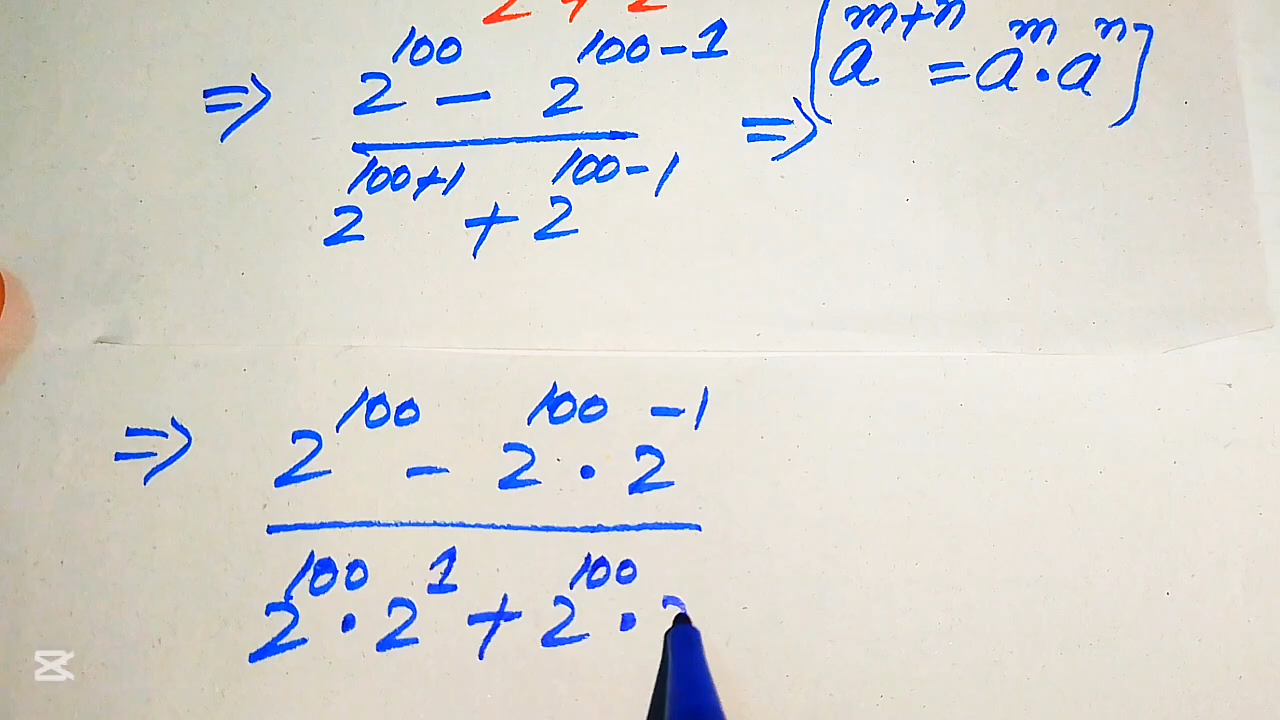 => 2^100 - 2^(100-1) / 2^(100+1) + 2^(100-1) => [a^(m+n) = a^m · a^n]
=> 2^100 - 2^100 · 2^-1 / 2^100 · 2^1 + 2^100 ·